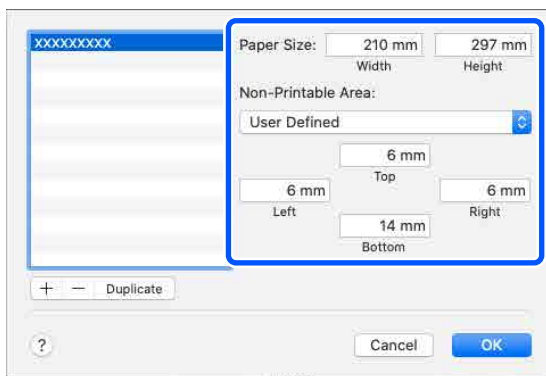 XXXXXXXXX
Paper Size: 210 mm 297 mm
Width Height
Non-Printable Area:
User Defined
6 mm
Top
6 mm 6 mm
Left Right
14 mm
Bottom
+ − Duplicate
? Cancel OK